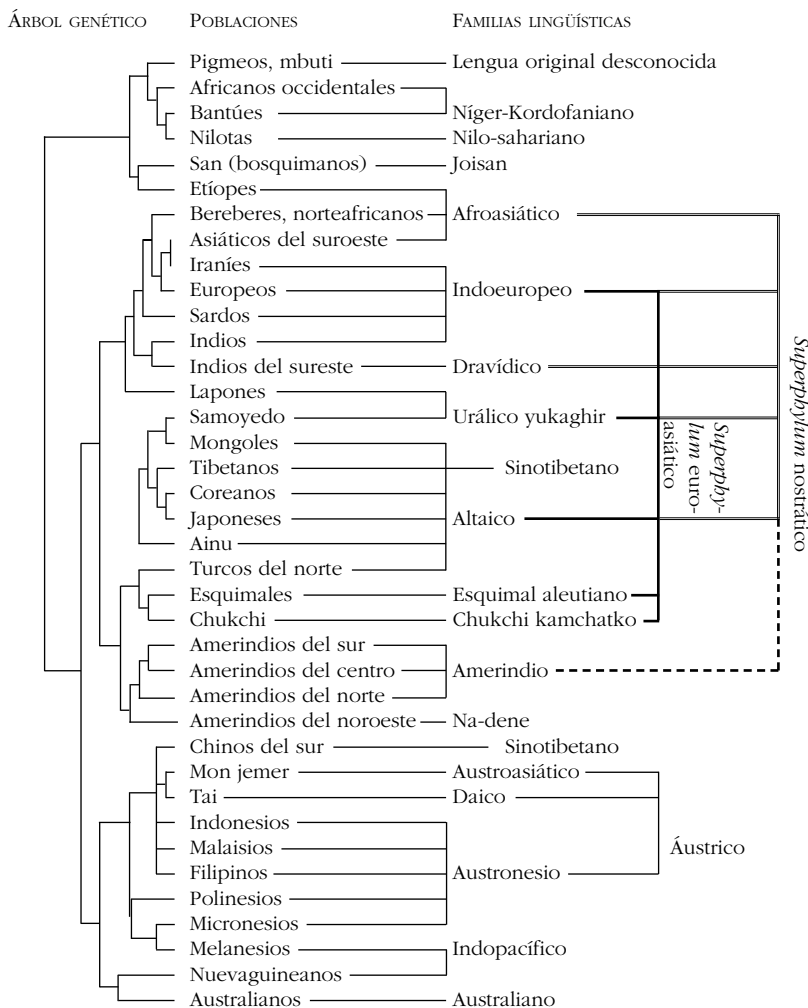 ÁRBOL GENÉTICO POBLACIONES FAMILIAS LINGÜÍSTICAS
Pigmeos, mbuti Lengua original desconocida
Africanos occidentales
Bantúes Níger-Kordofaniano
Nilotas Nilo-sahariano
San (bosquimanos) Joisan
Etíopes
Bereberes, norteafricanos Afroasiático
Asiáticos del suroeste
Iraníes
Europeos Indoeuropeo
Sardos
Indios
Indios del sureste Dravídico
Lapones
Samoyedo Urálico yukaghir
Mongoles
Tibetanos Sinotibetano
Coreanos
Japoneses Altaico
Ainu
Turcos del norte
Esquimales Esquimal aleutiano
Chukchi Chukchi kamchatko
Amerindios del sur
Amerindios del centro Amerindio
Amerindios del norte
Amerindios del noroeste Na-dene
Chinos del sur Sinotibetano
Mon jemer Austroasiático
Tai Daico
Indonesios
Malaisios Áustrico
Filipinos Austronesio
Polinesios
Micronesios
Melanesios Indopacífico
Nuevaguineanos
Australianos Australiano
Superphy-
lum euro-
asiático
Superphylum nostrático